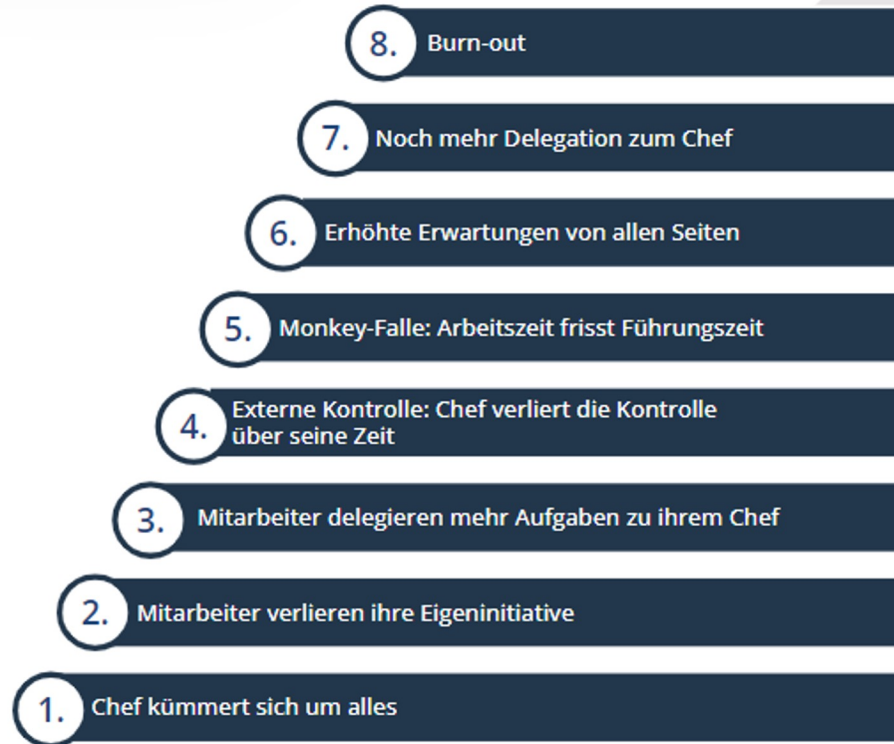 8. Burn-out
7. Noch mehr Delegation zum Chef
6. Erhöhte Erwartungen von allen Seiten
5. Monkey-Falle: Arbeitszeit frisst Führungszeit
4. Externe Kontrolle: Chef verliert die Kontrolle
über seine Zeit
3. Mitarbeiter delegieren mehr Aufgaben zu ihrem Chef
2. Mitarbeiter verlieren ihre Eigeninitiative
1. Chef kümmert sich um alles